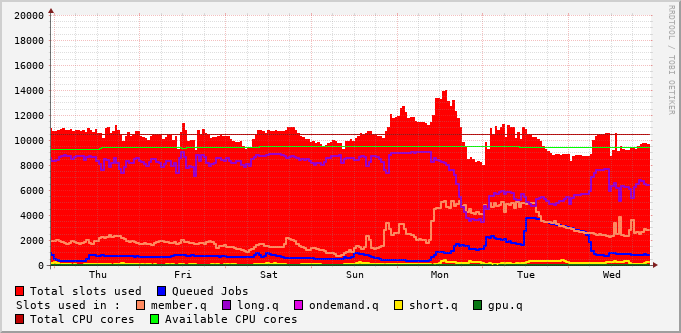 20000
18000
16000
14000
12000
10000
8000
6000
4000
2000
0
Thu Fri Sat Sun Mon Tue Wed
RRDTOOL / TOBI OETIKER
Total slots used Queued Jobs
Slots used in : member.q long.q ondemand.q short.q gpu.q
Total CPU cores Available CPU cores